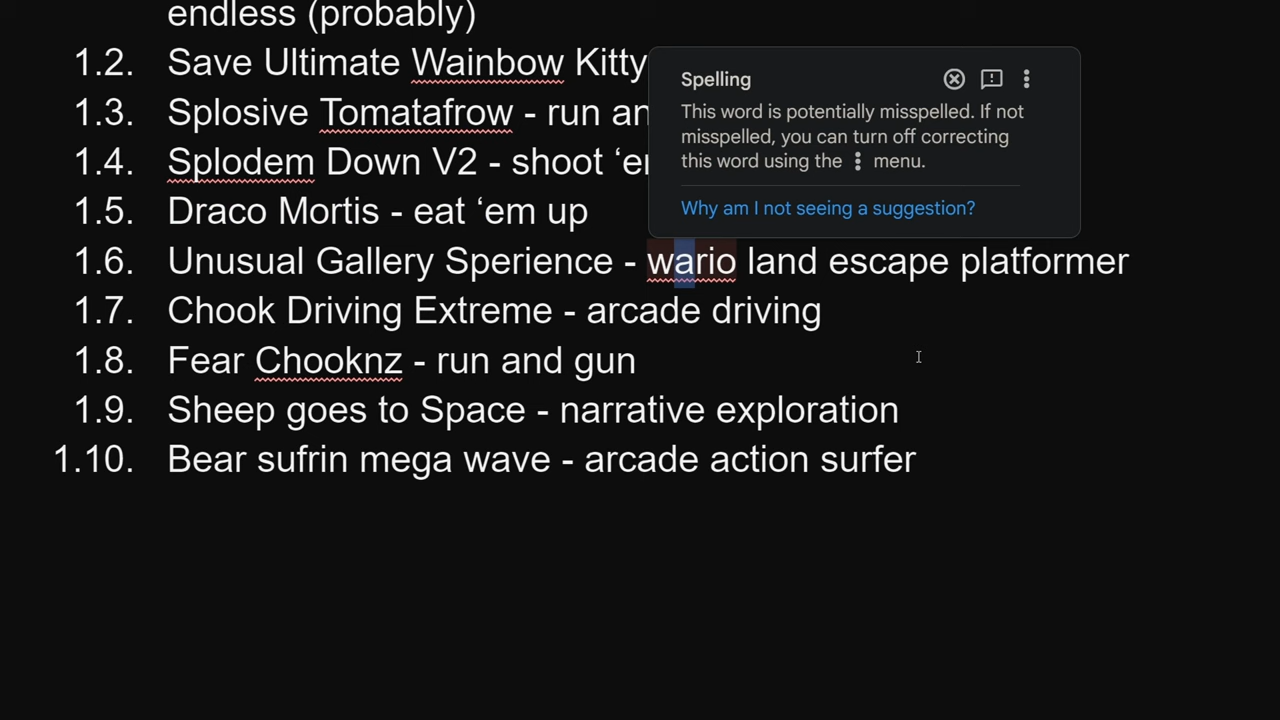 endless (probably)
1.2. Save Ultimate Wainbow Kitty
1.3. Splosive Tomatafrow - run an
1.4. Splodem Down V2 - shoot ‘em
1.5. Draco Mortis - eat ‘em up
1.6. Unusual Gallery Sperience - wario land escape platformer
1.7. Chook Driving Extreme - arcade driving
1.8. Fear Chooknz - run and gun
1.9. Sheep goes to Space - narrative exploration
1.10. Bear sufrin mega wave - arcade action surfer
Spelling
This word is potentially misspelled. If not
misspelled, you can turn off correcting
this word using the ⋮ menu.
Why am I not seeing a suggestion?